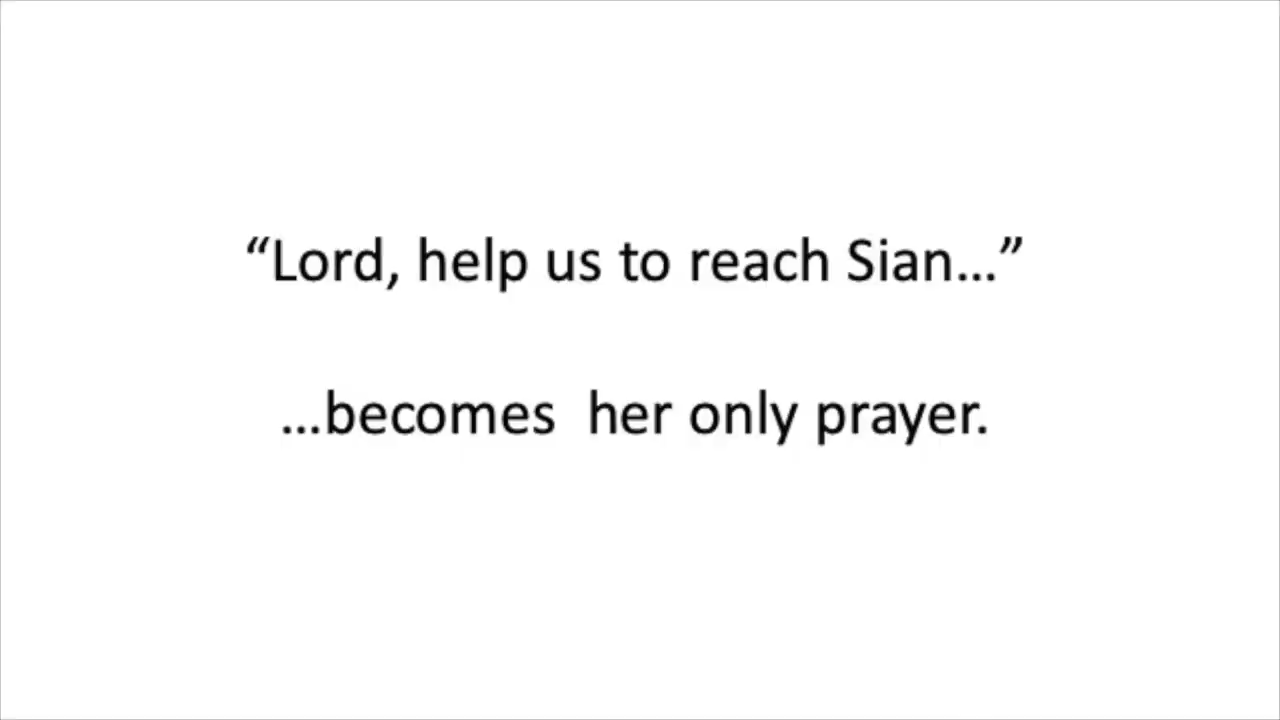 “Lord, help us to reach Sian…”
…becomes  her only prayer.